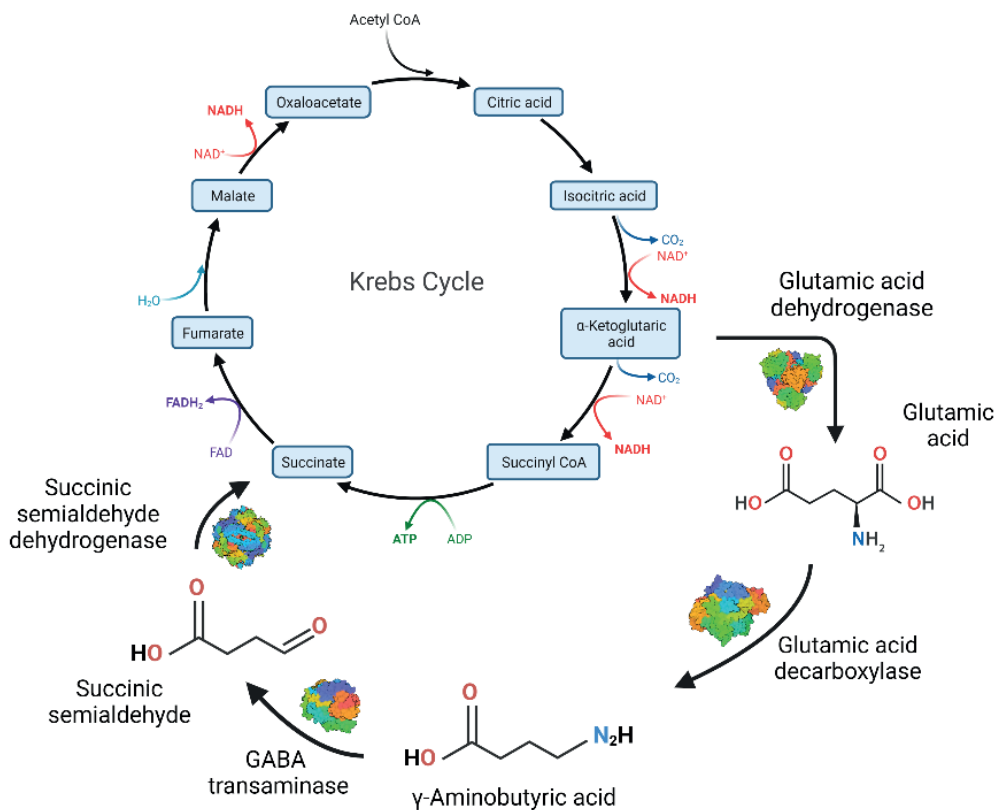 Acetyl CoA
Oxaloacetate
Citric acid
NADH
NAD⁺
Malate
Isocitric acid
CO₂
NAD⁺
NADH
Krebs Cycle
H₂O
Fumarate
α-Ketoglutaric
acid
Glutamic acid
dehydrogenase
CO₂
NAD⁺
NADH
FADH₂
FAD
Succinate
Succinyl CoA
ATP
ADP
Glutamic
acid
O
O
HO
OH
NH₂
Succinic
semialdehyde
dehydrogenase
O
O
HO
Succinic
semialdehyde
Glutamic acid
decarboxylase
GABA
transaminase
O
HO
N₂H
γ-Aminobutyric acid